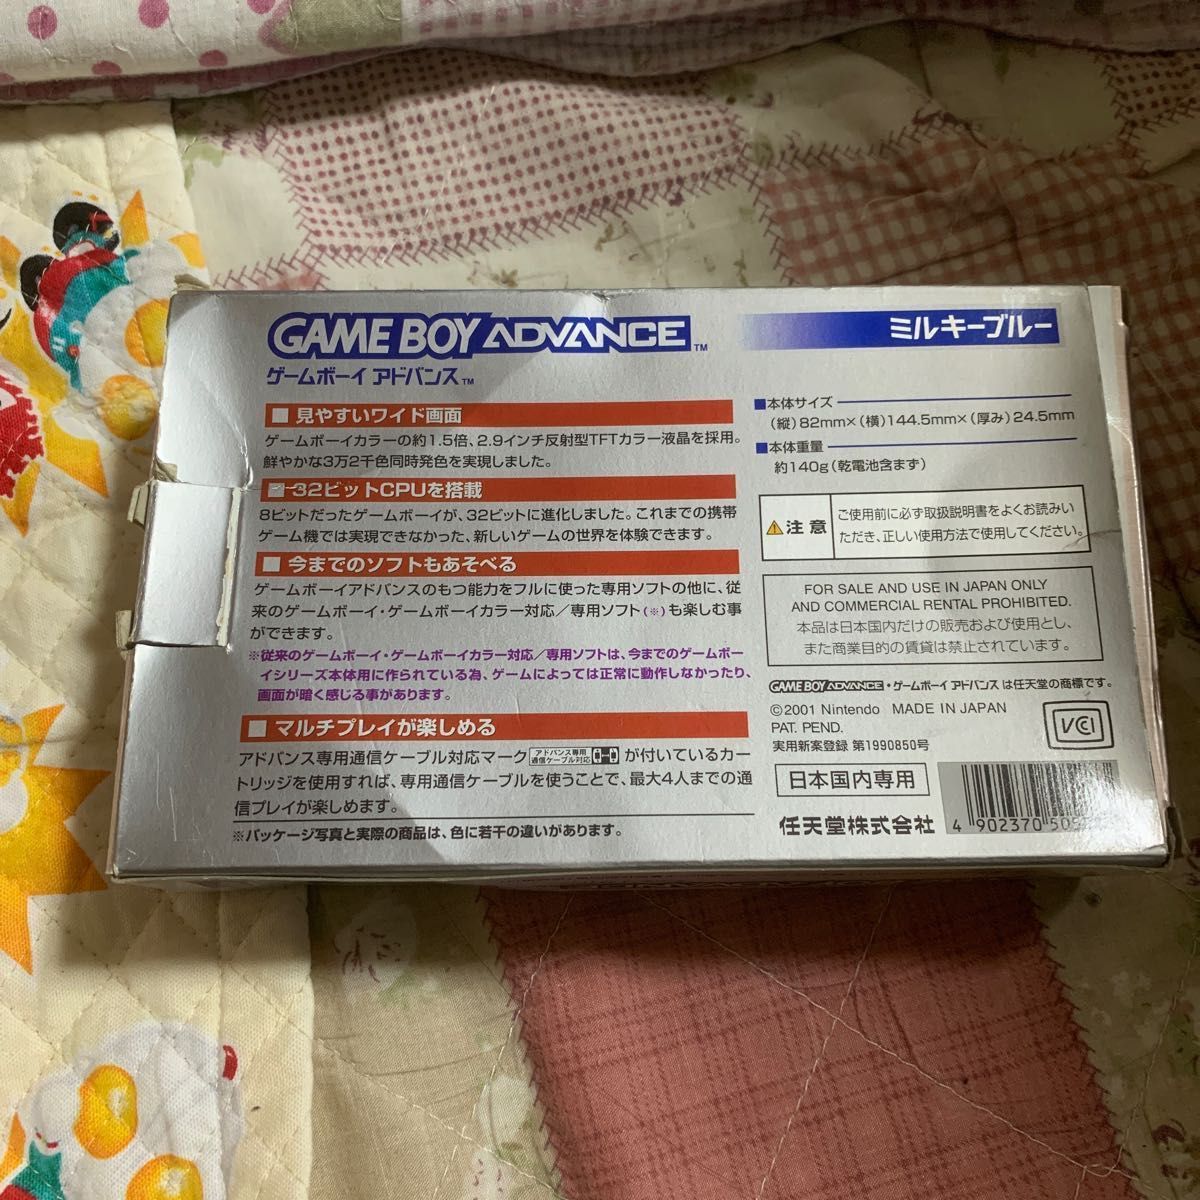 GAME BOY ADVANCE™
ゲームボーイ アドバンス™
■ 見やすいワイド画面
ゲームボーイカラーの約1.5倍、2.9インチ反射型TFTカラー液晶を採用。
鮮やかな3万2千色同時発色を実現しました。
■ 32ビットCPUを搭載
8ビットだったゲームボーイが、32ビットに進化しました。これまでの携帯
ゲーム機では実現できなかった、新しいゲームの世界を体験できます。
■ 今までのソフトもあそべる
ゲームボーイアドバンスのもつ能力をフルに使った専用ソフトの他に、従
来のゲームボーイ・ゲームボーイカラー対応／専用ソフト(※)も楽しむ事
ができます。
※従来のゲームボーイ・ゲームボーイカラー対応／専用ソフトは、今までのゲームボー
イシリーズ本体用に作られている為、ゲームによっては正常に動作しなかったり、
画面が暗く感じる事があります。
■ マルチプレイが楽しめる
アドバンス専用通信ケーブル対応マーク アドバンス専用 通信ケーブル対応 が付いているカー
トリッジを使用すれば、専用通信ケーブルを使うことで、最大4人までの通
信プレイが楽しめます。
※パッケージ写真と実際の商品は、色に若干の違いがあります。
ミルキーブルー
■本体サイズ
（縦）82mm×（横）144.5mm×（厚み）24.5mm
■本体重量
約140g（乾電池含まず）
注意
ご使用前に必ず取扱説明書をよくお読みい
ただき、正しい使用方法で使用してください。
FOR SALE AND USE IN JAPAN ONLY
AND COMMERCIAL RENTAL PROHIBITED.
本品は日本国内だけの販売および使用とし、
また商業目的の賃貸は禁止されています。
GAME BOY ADVANCE・ゲームボーイ アドバンスは任天堂の商標です。
©2001 Nintendo MADE IN JAPAN
PAT. PEND.
実用新案登録 第1990850号
VCCI
日本国内専用
任天堂株式会社
4 902370 505